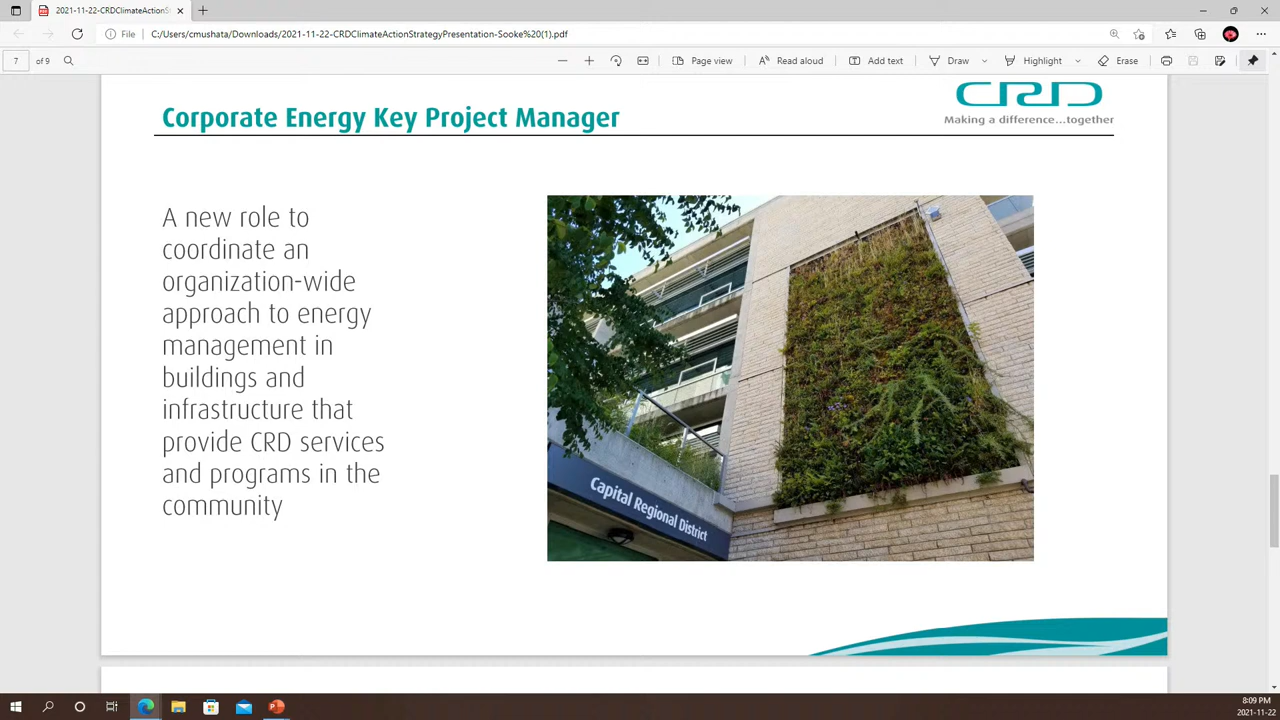 2021-11-22-CRDClimateActionS
File C:/Users/cmushata/Downloads/2021-11-22-CRDClimateActionStrategyPresentation-Sooke%20(1).pdf
7 of 9 Page view Read aloud Add text Draw Highlight Erase
CRD
Making a difference...together
Corporate Energy Key Project Manager
A new role to
coordinate an
organization-wide
approach to energy
management in
buildings and
infrastructure that
provide CRD services
and programs in the
community
Capital Regional District
8:09 PM
2021-11-22